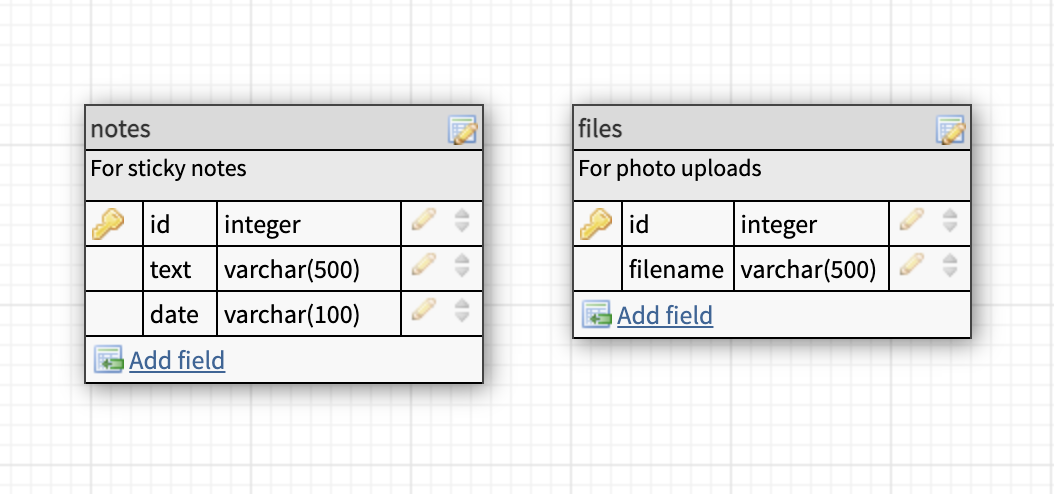 notes
For sticky notes
id integer
text varchar(500)
date varchar(100)
Add field
files
For photo uploads
id integer
filename varchar(500)
Add field